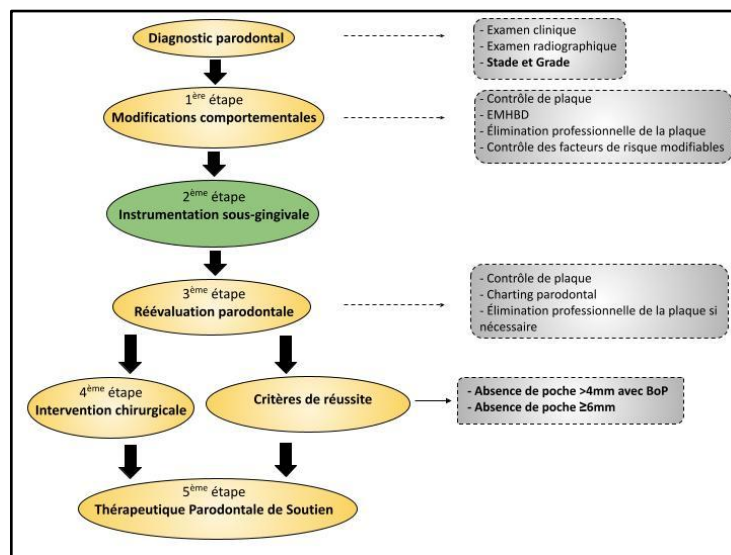 Diagnostic parodontal
- Examen clinique
- Examen radiographique
- Stade et Grade
1ère étape
Modifications comportementales
- Contrôle de plaque
- EMHBD
- Élimination professionnelle de la plaque
- Contrôle des facteurs de risque modifiables
2ème étape
Instrumentation sous-gingivale
3ème étape
Réévaluation parodontale
- Contrôle de plaque
- Charting parodontal
- Élimination professionnelle de la plaque si
nécessaire
4ème étape
Intervention chirurgicale
Critères de réussite
- Absence de poche >4mm avec BoP
- Absence de poche ≥6mm
5ème étape
Thérapeutique Parodontale de Soutien